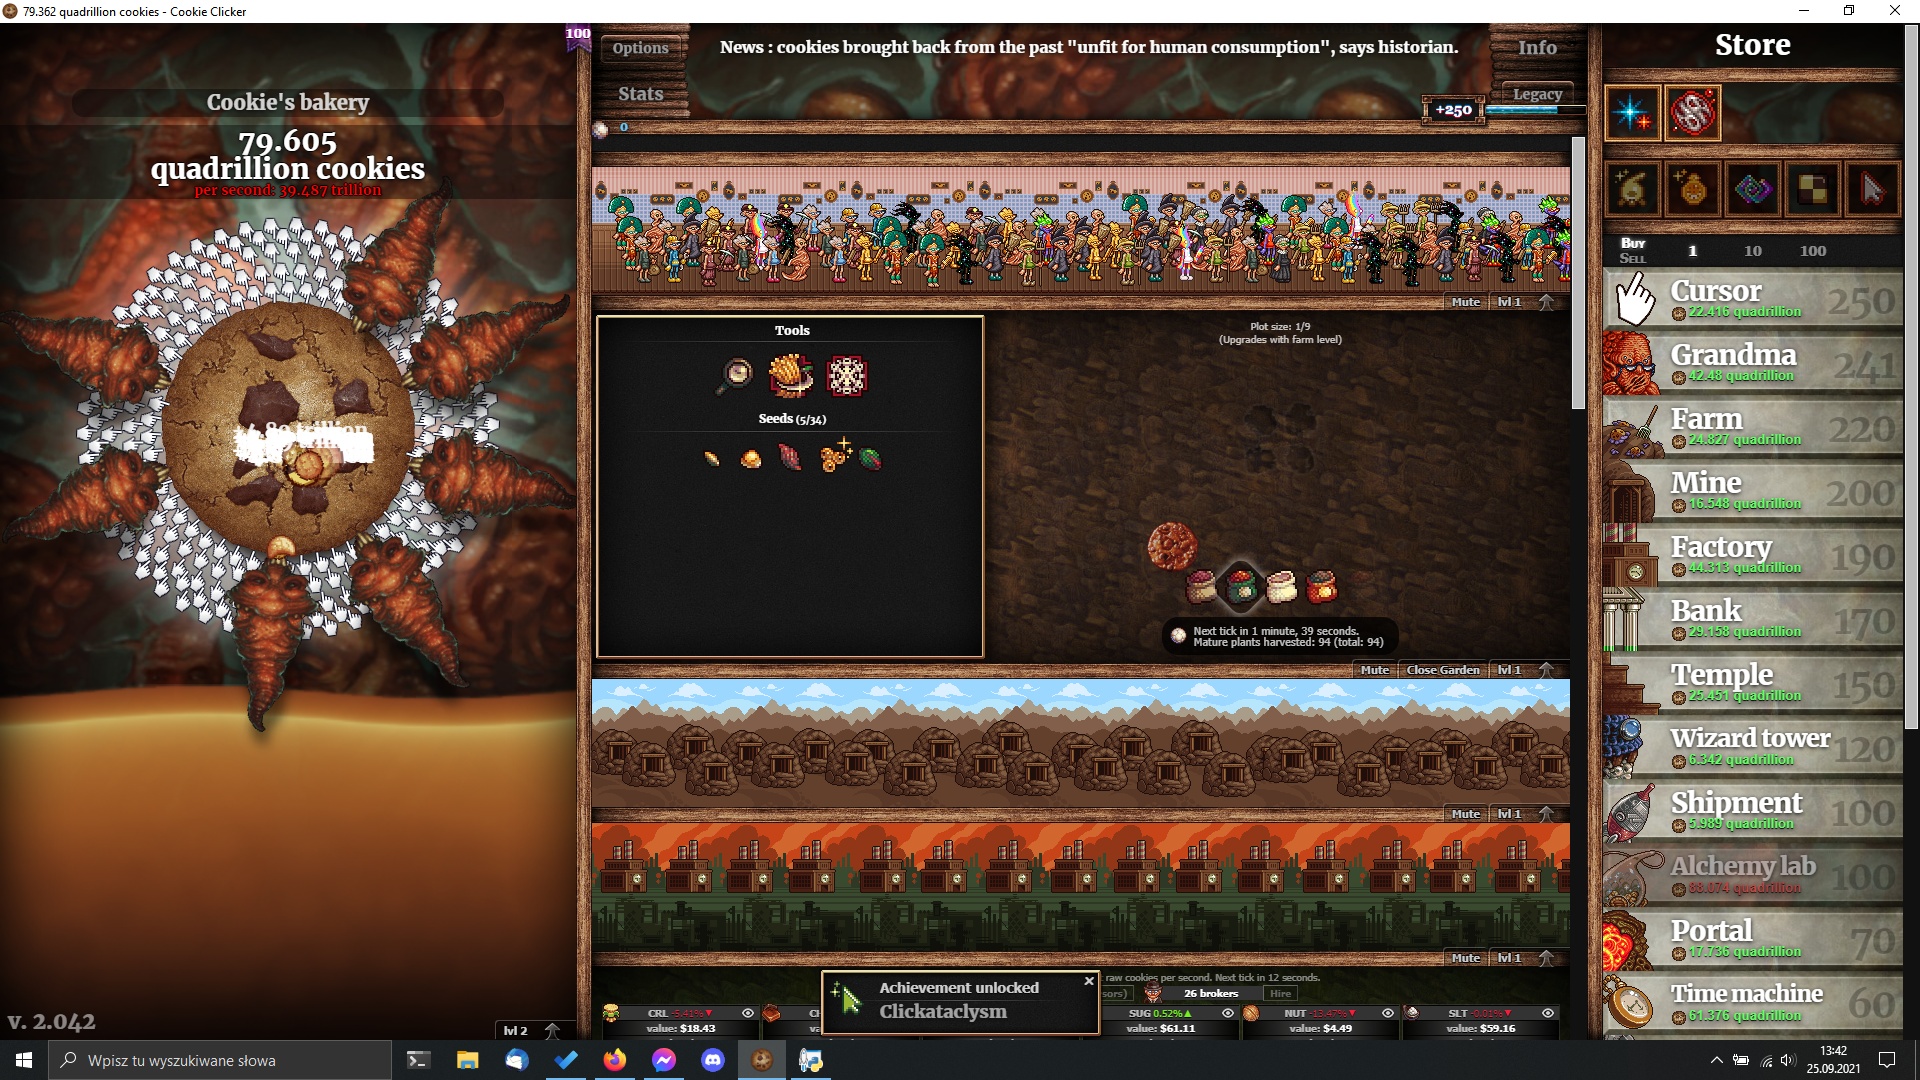 79.362 quadrillion cookies - Cookie Clicker
100
Options
Stats
News : cookies brought back from the past "unfit for human consumption", says historian.
Info
Legacy
+250
0
Cookie's bakery
79.605
quadrillion cookies
per second: 39.487 trillion
trillion
v. 2.042
lvl 2
Mute
lvl 1
Tools
Seeds (5/34)
Plot size: 1/9
(Upgrades with farm level)
Next tick in 1 minute, 39 seconds.
Mature plants harvested: 94 (total: 94)
Mute
Close Garden
lvl 1
Mute
lvl 1
Mute
lvl 1
raw cookies per second. Next tick in 12 seconds.
sors)
26 brokers
Hire
CRL -5.41%▼
value: $18.43
CH
SUG 0.52%▲
value: $61.11
NUT -13.47%▼
value: $4.49
SLT -0.01%▼
value: $59.16
Achievement unlocked
Clickataclysm
Store
Buy
Sell
1
10
100
Cursor
22.416 quadrillion
250
Grandma
42.48 quadrillion
241
Farm
24.827 quadrillion
220
Mine
16.548 quadrillion
200
Factory
44.313 quadrillion
190
Bank
29.158 quadrillion
170
Temple
25.451 quadrillion
150
Wizard tower
6.342 quadrillion
120
Shipment
5.989 quadrillion
100
Alchemy lab
88.074 quadrillion
100
Portal
17.736 quadrillion
70
Time machine
61.376 quadrillion
60
Wpisz tu wyszukiwane słowa
13:42
25.09.2021